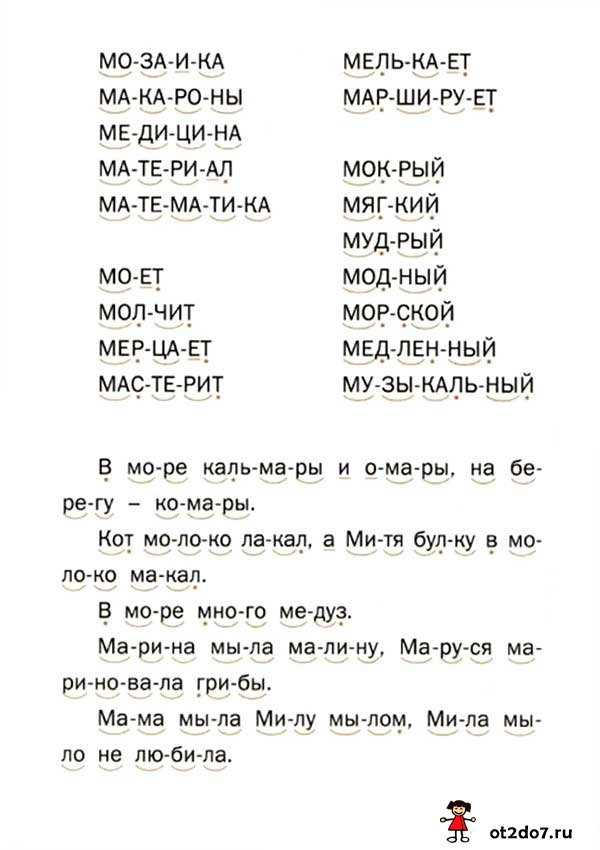 МО-ЗА-И-КА
МА-КА-РО-НЫ
МЕ-ДИ-ЦИ-НА
МА-ТЕ-РИ-АЛ
МА-ТЕ-МА-ТИ-КА
МО-ЕТ
МОЛ-ЧИТ
МЕР-ЦА-ЕТ
МАС-ТЕ-РИТ
МЕЛЬ-КА-ЕТ
МАР-ШИ-РУ-ЕТ
МОК-РЫЙ
МЯГ-КИЙ
МУД-РЫЙ
МОД-НЫЙ
МОР-СКОЙ
МЕД-ЛЕН-НЫЙ
МУ-ЗЫ-КАЛЬ-НЫЙ
В мо-ре каль-ма-ры и о-ма-ры, на бе-
ре-гу – ко-ма-ры.
Кот мо-ло-ко ла-кал, а Ми-тя бул-ку в мо-
ло-ко ма-кал.
В мо-ре мно-го ме-дуз.
Ма-ри-на мы-ла ма-ли-ну, Ма-ру-ся ма-
ри-но-ва-ла гри-бы.
Ма-ма мы-ла Ми-лу мы-лом, Ми-ла мы-
ло не лю-би-ла.
ot2do7.ru